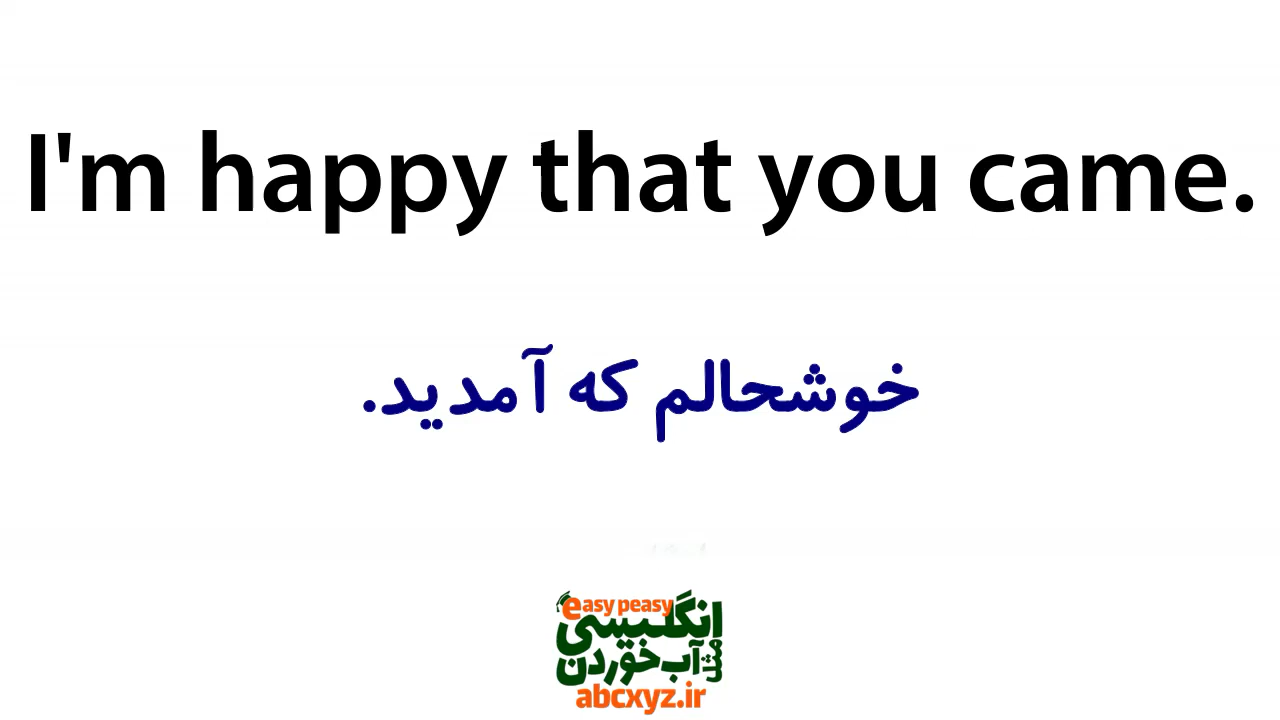 I'm happy that you came.
خوشحالم که آمدید.
easy peasy
انگلیسی
مثل آب خوردن
abcxyz.ir